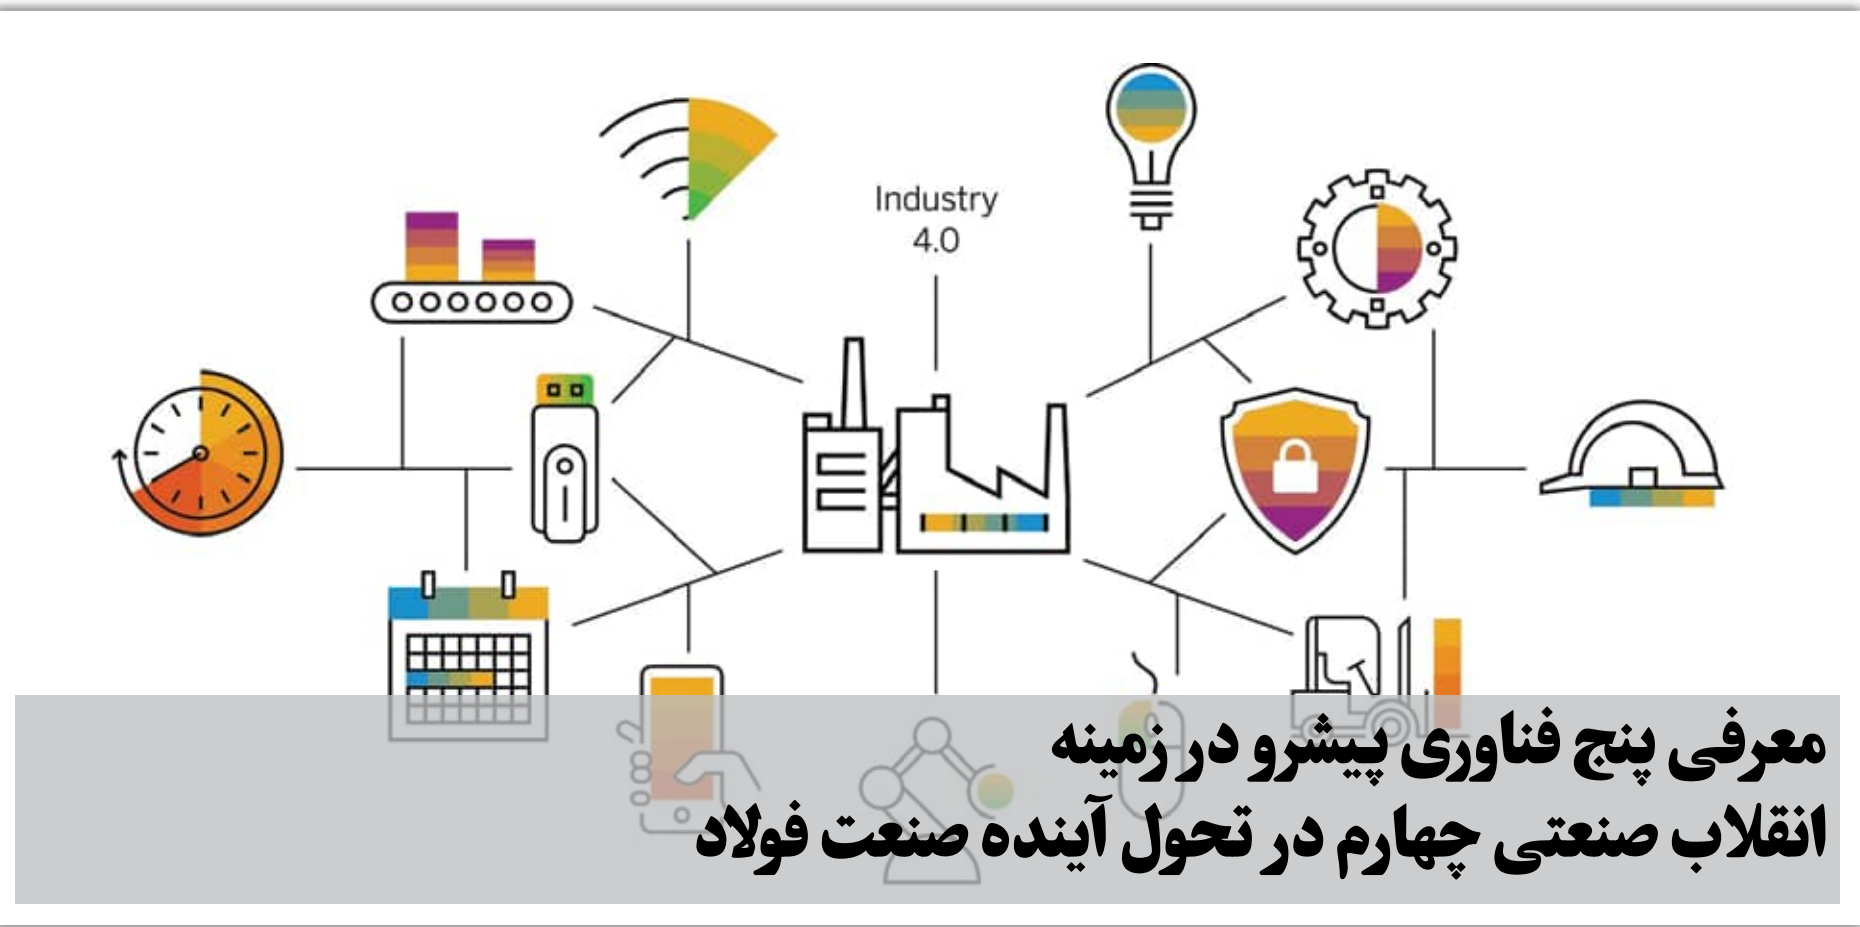 Industry
4.0
معرفی پنج فناوری پیشرو در زمینه
انقلاب صنعتی چهارم در تحول آینده صنعت فولاد